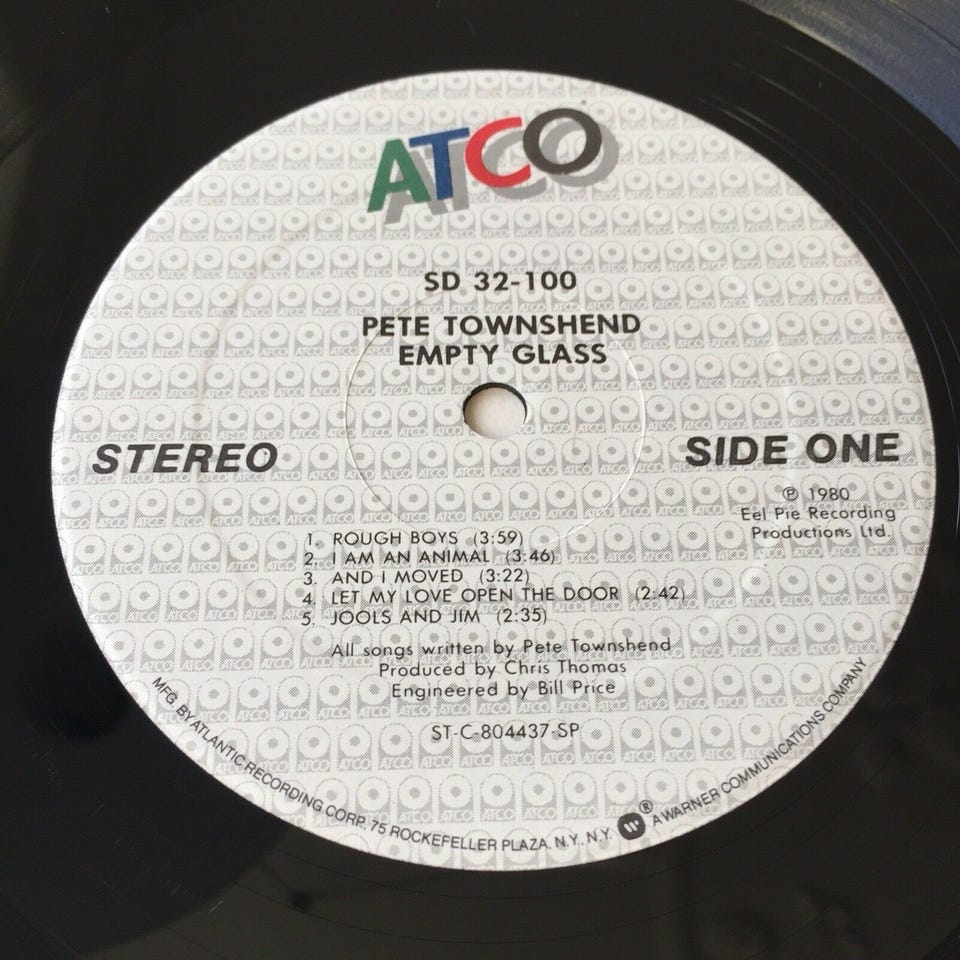 ATCO
SD 32-100
PETE TOWNSHEND
EMPTY GLASS
STEREO
SIDE ONE
℗ 1980
Eel Pie Recording
Productions Ltd.
1. ROUGH BOYS (3:59)
2. I AM AN ANIMAL (3:46)
3. AND I MOVED (3:22)
4. LET MY LOVE OPEN THE DOOR (2:42)
5. JOOLS AND JIM (2:35)
All songs written by Pete Townshend
Produced by Chris Thomas
Engineered by Bill Price
ST-C-804437-SP
MFG. BY ATLANTIC RECORDING CORP. 75 ROCKEFELLER PLAZA, N.Y., N.Y. ® A WARNER COMMUNICATIONS COMPANY